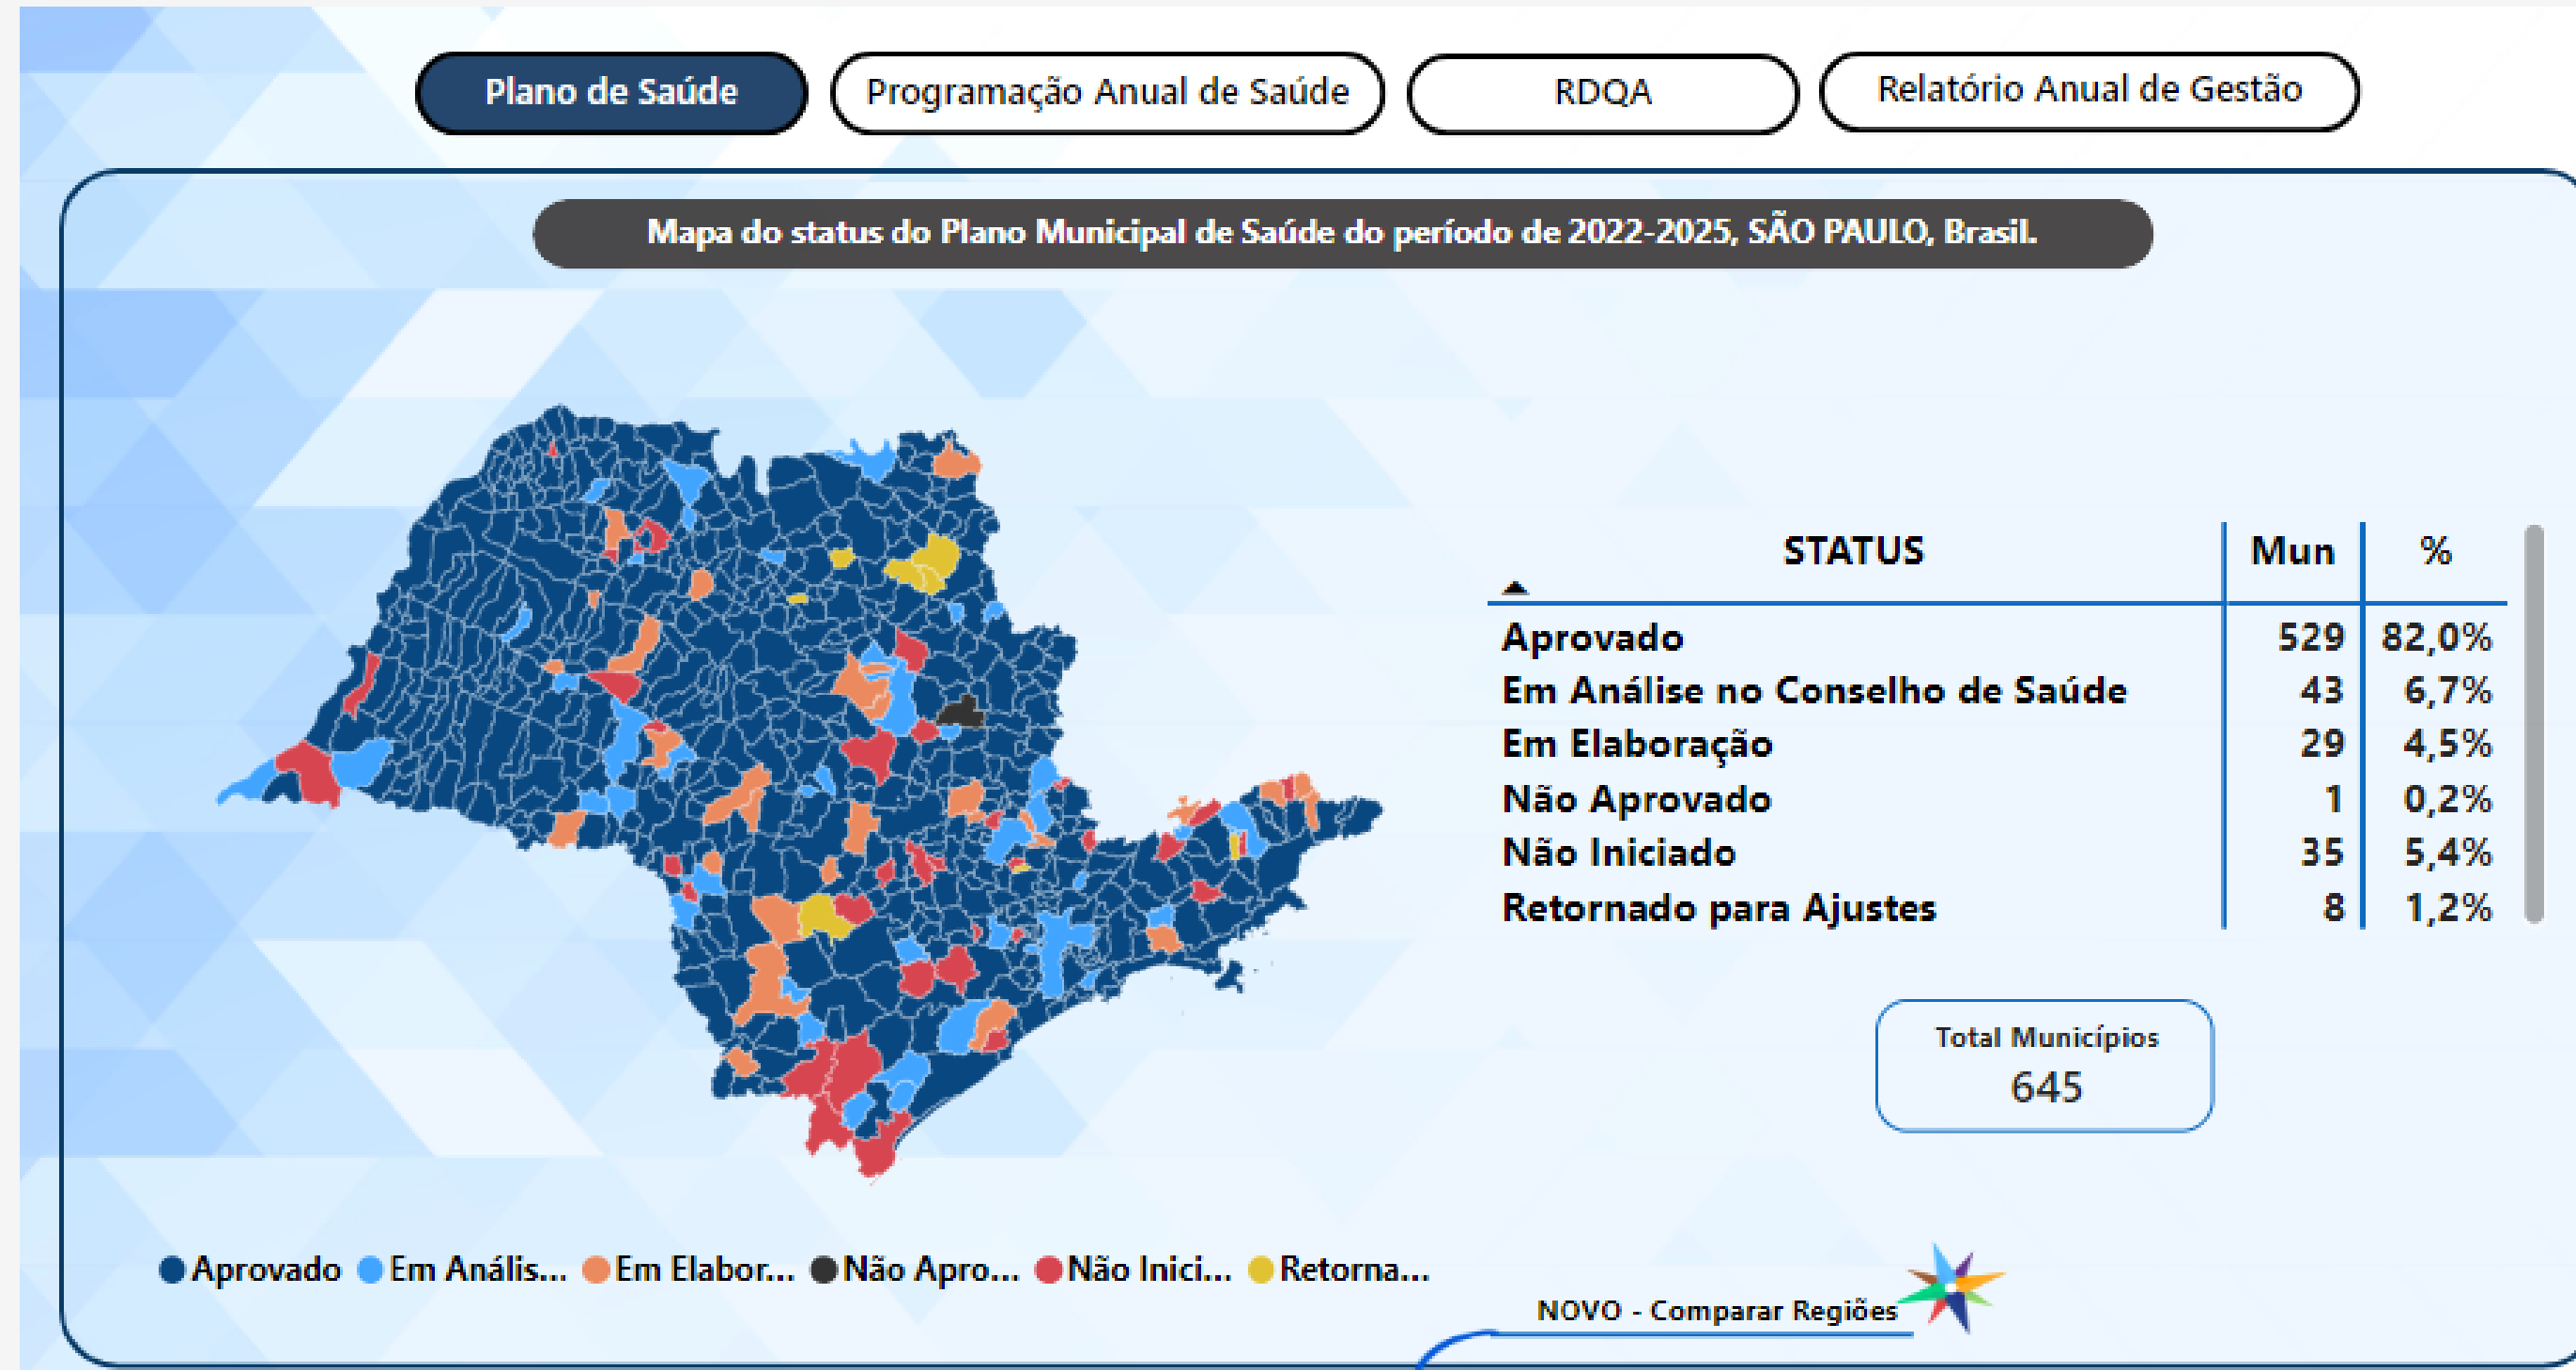 Plano de Saúde
Programação Anual de Saúde
RDQA
Relatório Anual de Gestão
Mapa do status do Plano Municipal de Saúde do período de 2022-2025, SÃO PAULO, Brasil.
STATUS Mun %
Aprovado 529 82,0%
Em Análise no Conselho de Saúde 43 6,7%
Em Elaboração 29 4,5%
Não Aprovado 1 0,2%
Não Iniciado 35 5,4%
Retornado para Ajustes 8 1,2%
Total Municípios
645
Aprovado Em Anális... Em Elabor... Não Apro... Não Inici... Retorna...
NOVO - Comparar Regiões